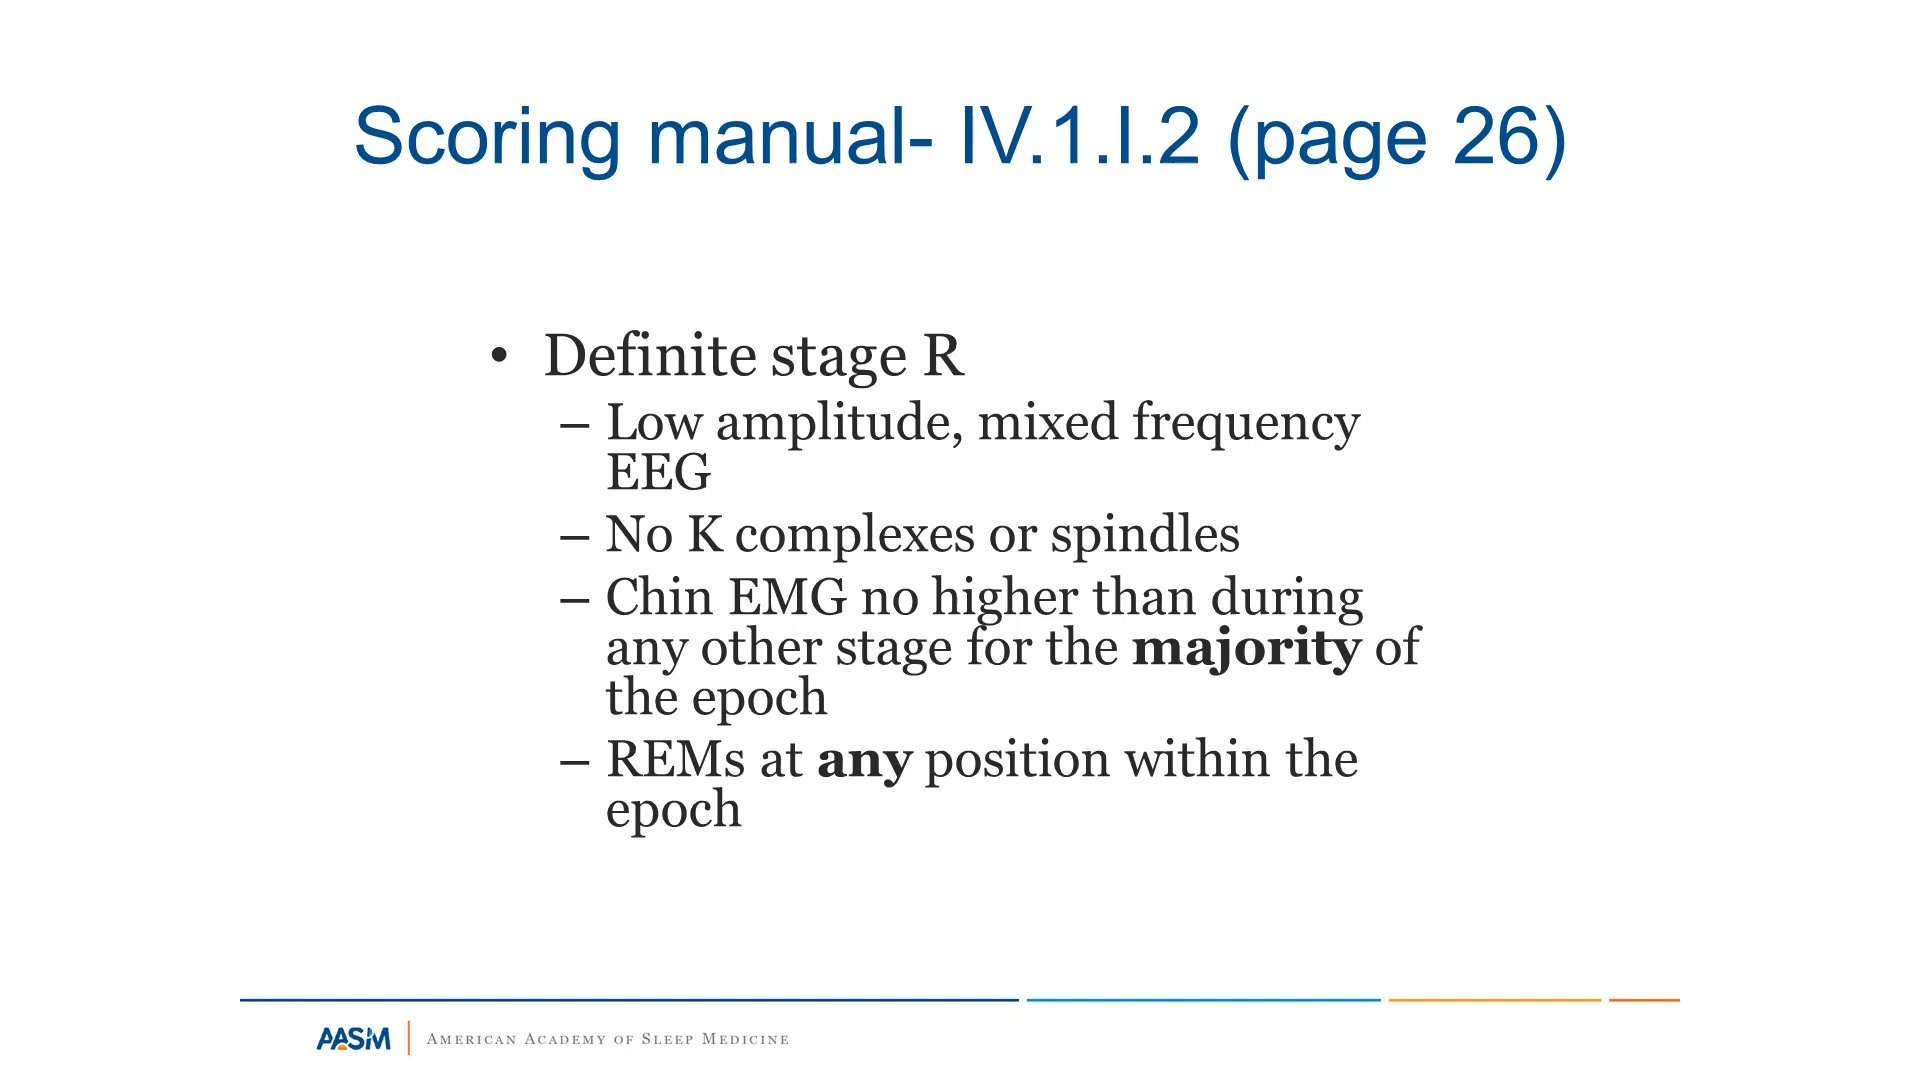 Scoring manual- IV.1.I.2 (page 26)
• Definite stage R
– Low amplitude, mixed frequency
EEG
– No K complexes or spindles
– Chin EMG no higher than during
any other stage for the majority of
the epoch
– REMs at any position within the
epoch
AASM | American Academy of Sleep Medicine